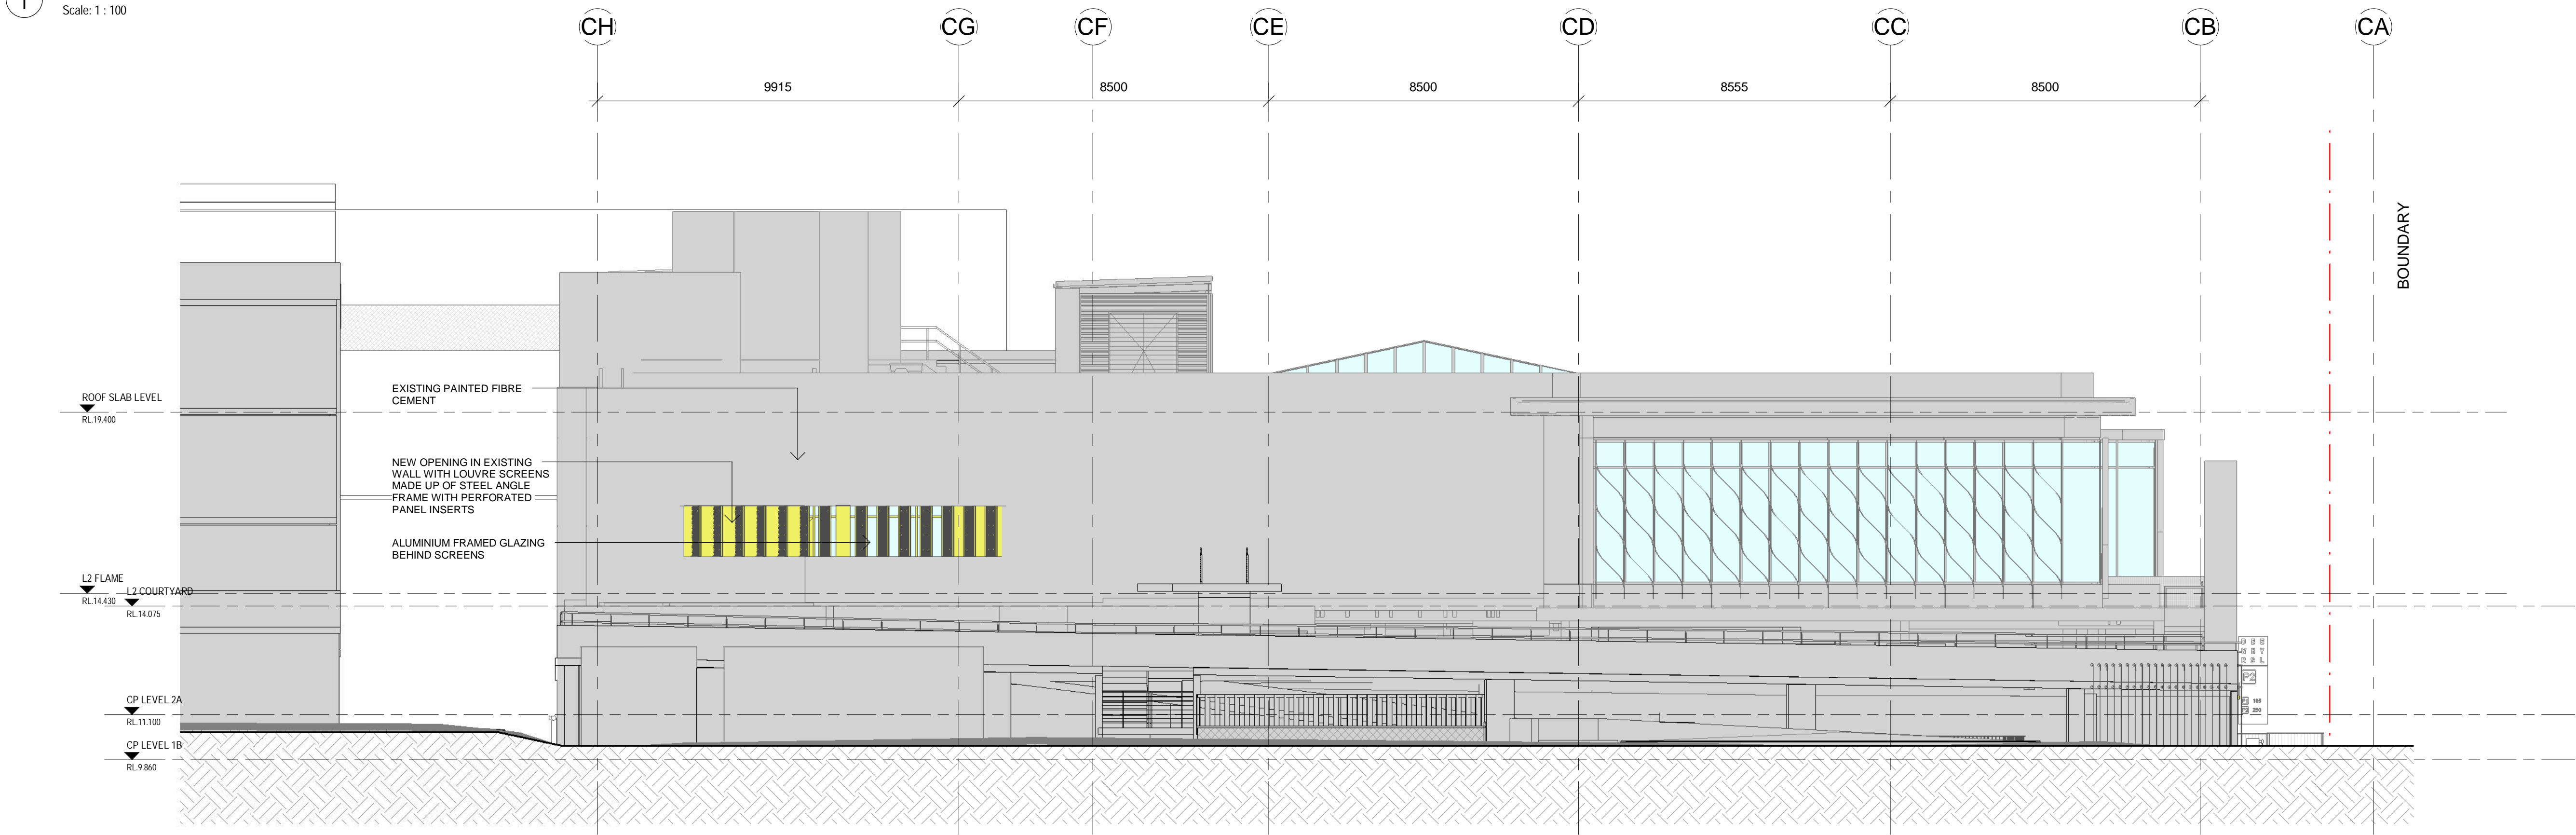 1
Scale: 1 : 100
CH
CG
CF
CE
CD
CC
CB
CA
9915
8500
8500
8555
8500
BOUNDARY
EXISTING PAINTED FIBRE
CEMENT
ROOF SLAB LEVEL
RL.19.400
NEW OPENING IN EXISTING
WALL WITH LOUVRE SCREENS
MADE UP OF STEEL ANGLE
FRAME WITH PERFORATED
PANEL INSERTS
ALUMINIUM FRAMED GLAZING
BEHIND SCREENS
L2 FLAME
RL.14.430
L2 COURTYARD
RL.14.075
P2
CP LEVEL 2A
RL.11.100
CP LEVEL 1B
RL.9.860